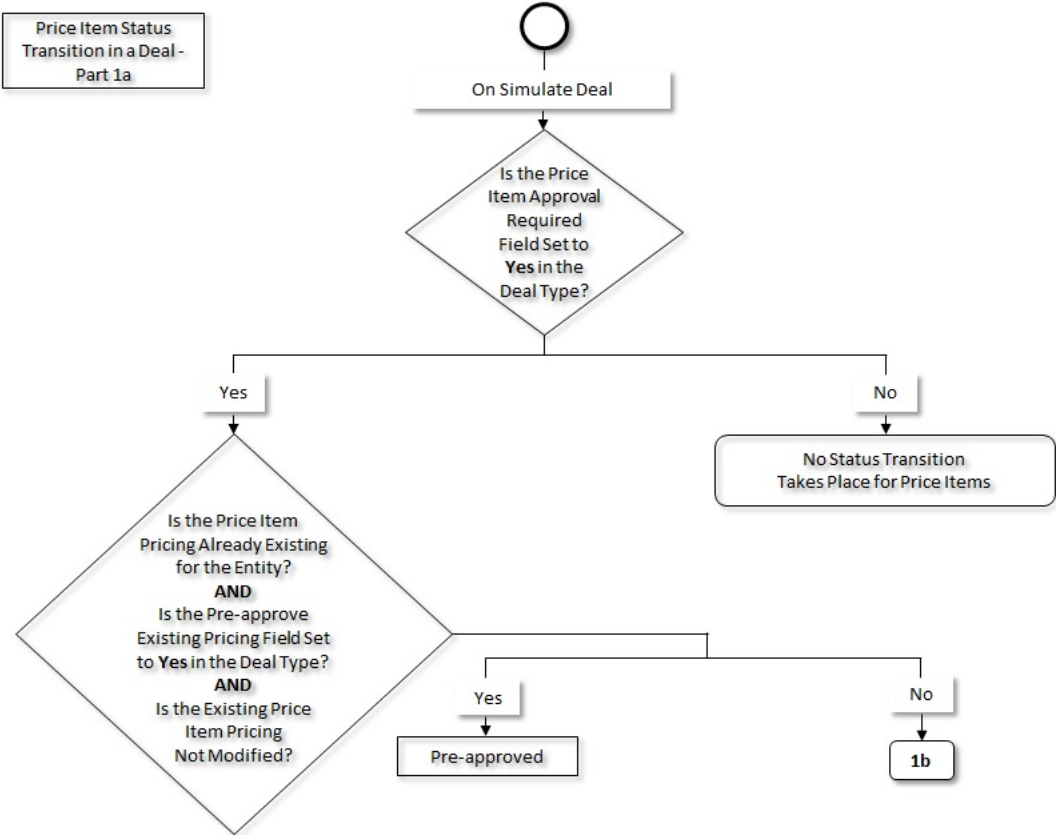 Price Item Status
Transition in a Deal -
Part 1a
On Simulate Deal
Is the Price
Item Approval
Required
Field Set to
Yes in the
Deal Type?
Yes
No
No Status Transition
Takes Place for Price Items
Is the Price Item
Pricing Already Existing
for the Entity?
AND
Is the Pre-approve
Existing Pricing Field Set
to Yes in the Deal Type?
AND
Is the Existing Price
Item Pricing
Not Modified?
Yes
No
Pre-approved
1b